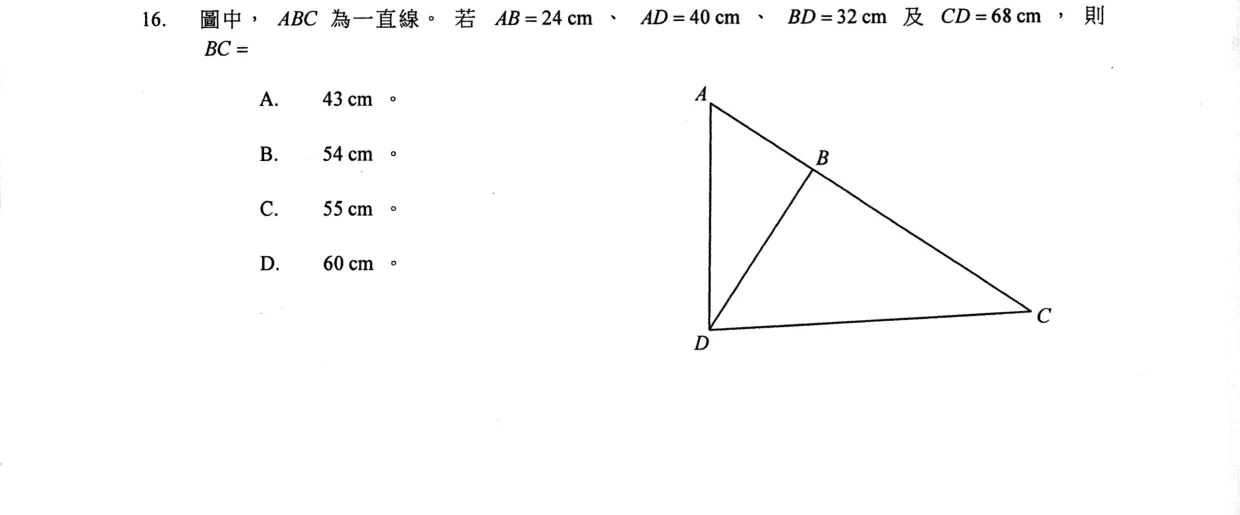 16. 圖中，ABC 為一直線。若 AB = 24 cm 、 AD = 40 cm 、 BD = 32 cm 及 CD = 68 cm ，則
BC =
A. 43 cm 。
B. 54 cm 。
C. 55 cm 。
D. 60 cm 。
A
B
C
D